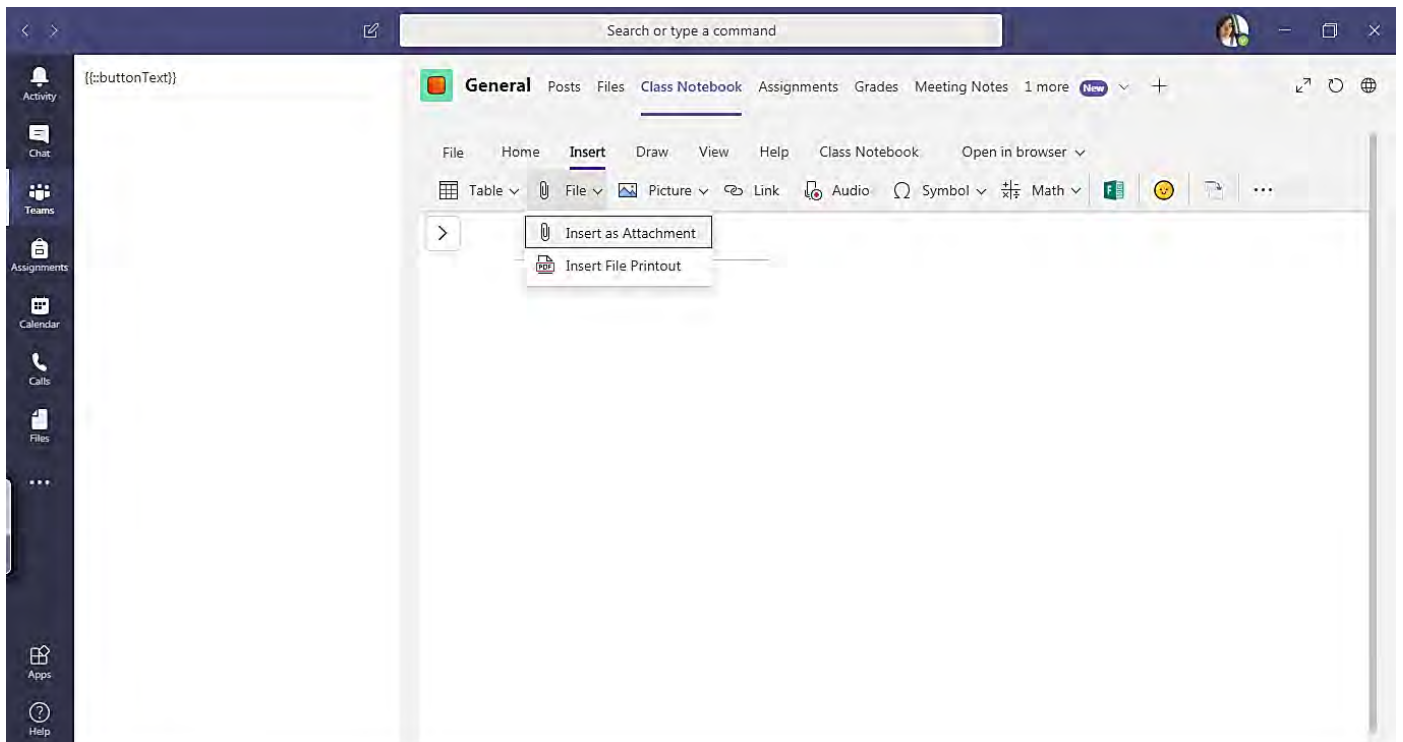 Search or type a command
Activity
Chat
Teams
Assignments
Calendar
Calls
Files
Apps
Help
{{::buttonText}}
General Posts Files Class Notebook Assignments Grades Meeting Notes 1 more New
File Home Insert Draw View Help Class Notebook Open in browser
Table File Picture Link Audio Symbol Math
Insert as Attachment
PDF Insert File Printout